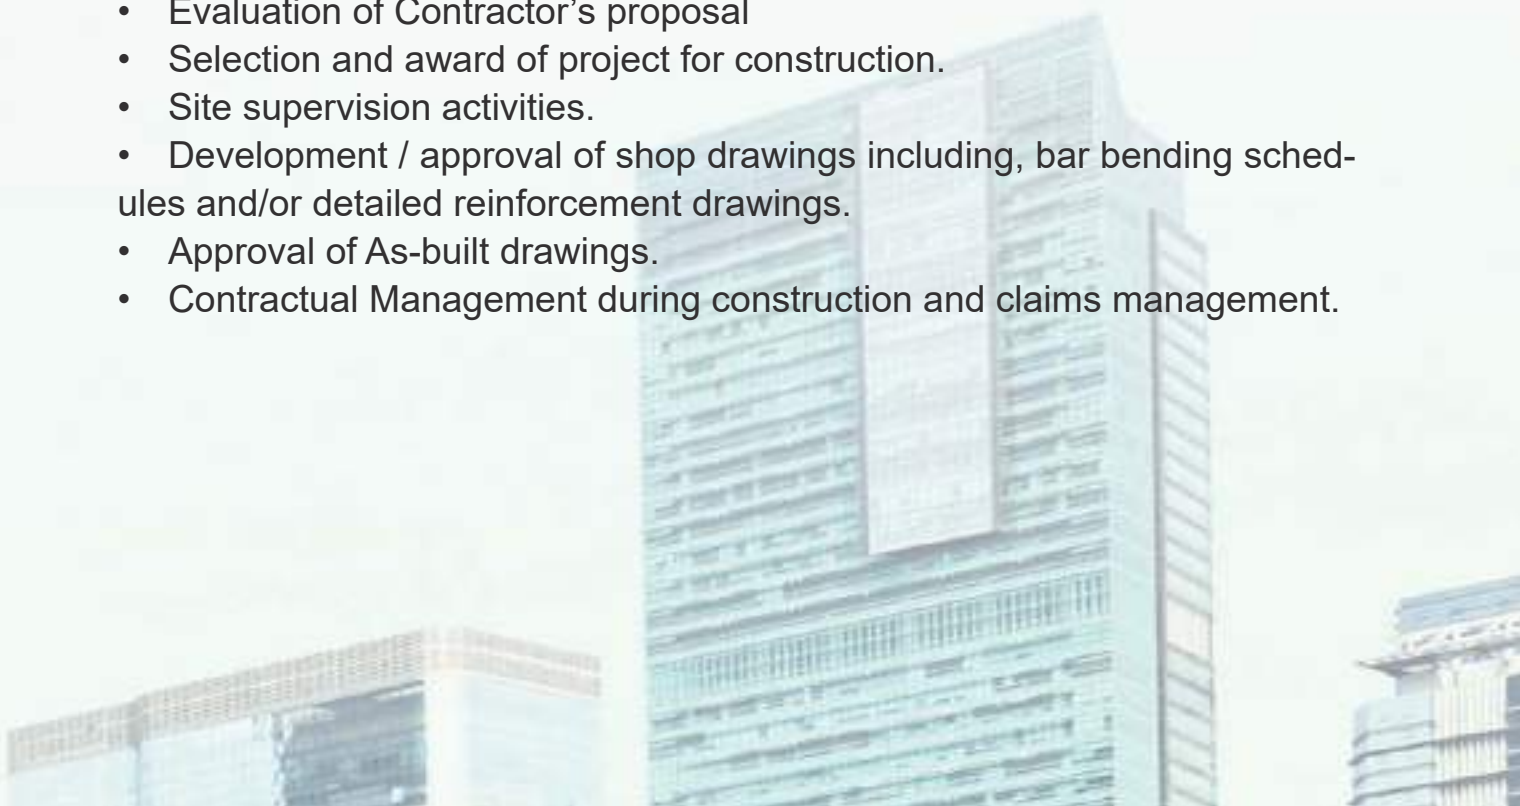 • Evaluation of Contractor’s proposal
• Selection and award of project for construction.
• Site supervision activities.
• Development / approval of shop drawings including, bar bending sched-
ules and/or detailed reinforcement drawings.
• Approval of As-built drawings.
• Contractual Management during construction and claims management.